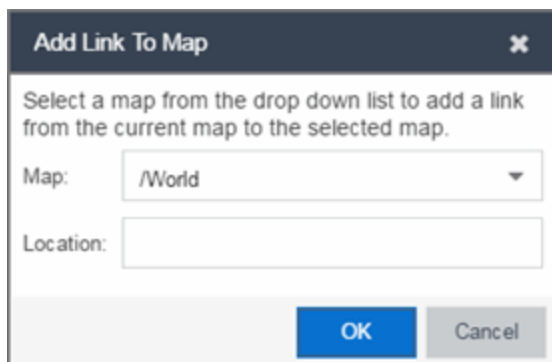 Add Link To Map
Select a map from the drop down list to add a link
from the current map to the selected map.
Map: /World
Location:
OK Cancel